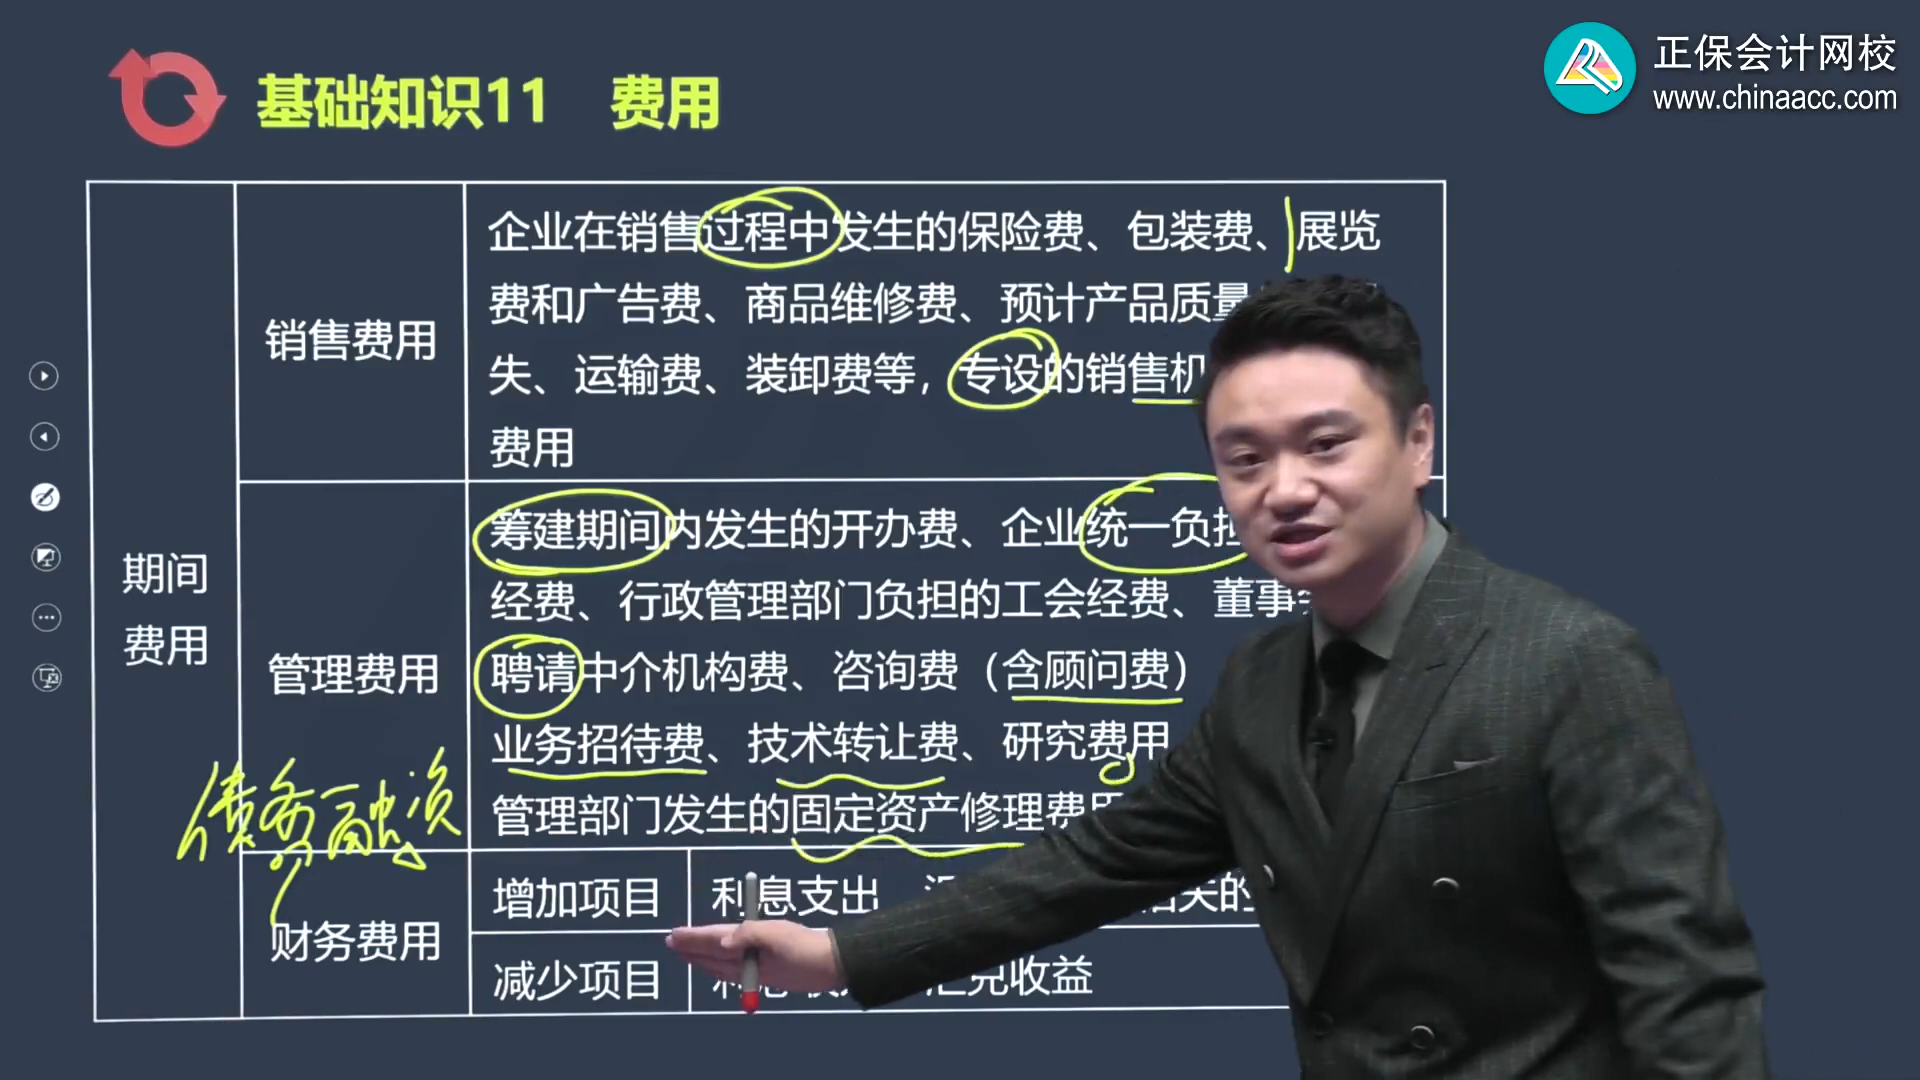 正保会计网校
www.chinaacc.com
基础知识11 费用
期间
费用
销售费用
企业在销售过程中发生的保险费、包装费、展览
费和广告费、商品维修费、预计产品质量
失、运输费、装卸费等，专设的销售机
费用
管理费用
筹建期间内发生的开办费、企业统一负担
经费、行政管理部门负担的工会经费、董事
聘请中介机构费、咨询费（含顾问费）
业务招待费、技术转让费、研究费用
管理部门发生的固定资产修理费用
债务融资
财务费用
增加项目
利息支出
相关的
减少项目
汇兑收益